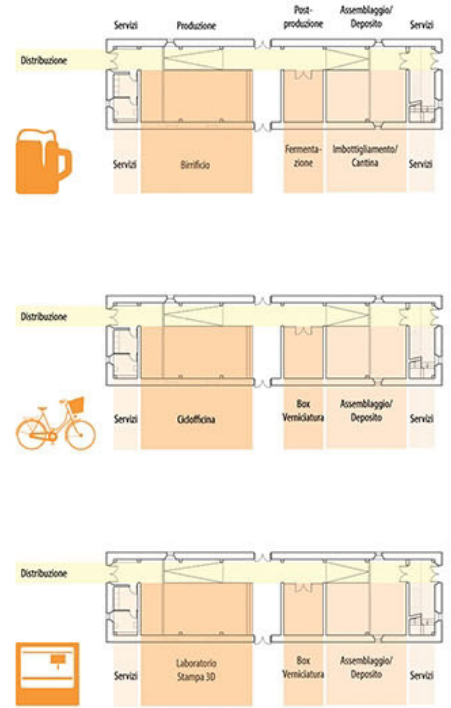 Servizi
Produzione
Post-
produzione
Assemblaggio/
Deposito
Servizi
Distribuzione
Servizi
Birrificio
Fermenta-
zione
Imbottigliamento/
Cantina
Servizi
Distribuzione
Servizi
Ciclofficina
Box
Verniciatura
Assemblaggio/
Deposito
Servizi
Distribuzione
Servizi
Laboratorio
Stampa 3D
Box
Verniciatura
Assemblaggio/
Deposito
Servizi